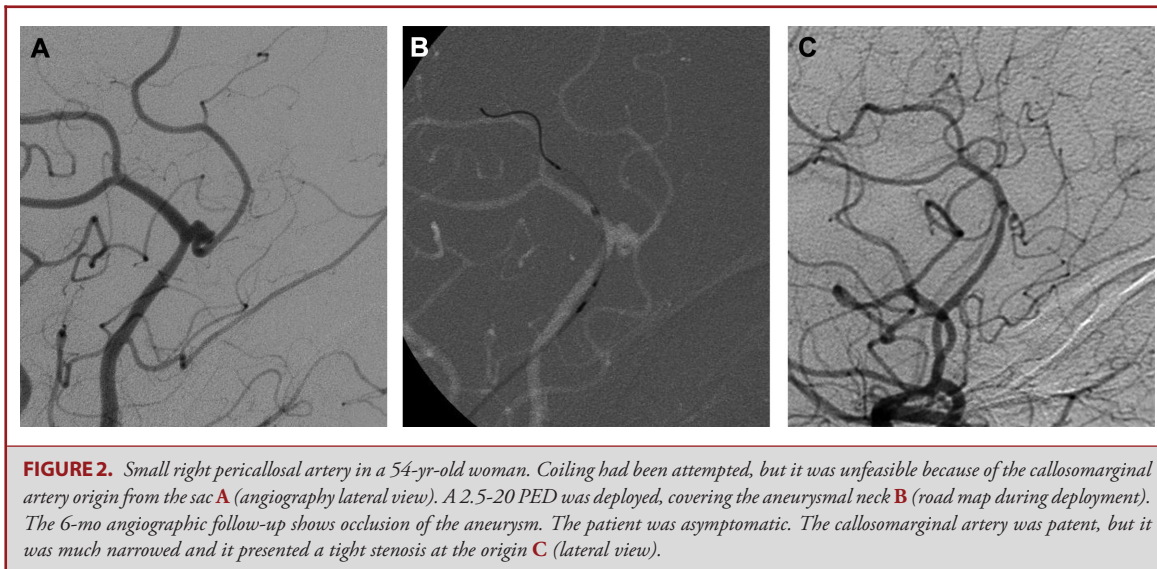 A
B
C
FIGURE 2. Small right pericallosal artery in a 54-yr-old woman. Coiling had been attempted, but it was unfeasible because of the callosomarginal
artery origin from the sac A (angiography lateral view). A 2.5-20 PED was deployed, covering the aneurysmal neck B (road map during deployment).
The 6-mo angiographic follow-up shows occlusion of the aneurysm. The patient was asymptomatic. The callosomarginal artery was patent, but it
was much narrowed and it presented a tight stenosis at the origin C (lateral view).